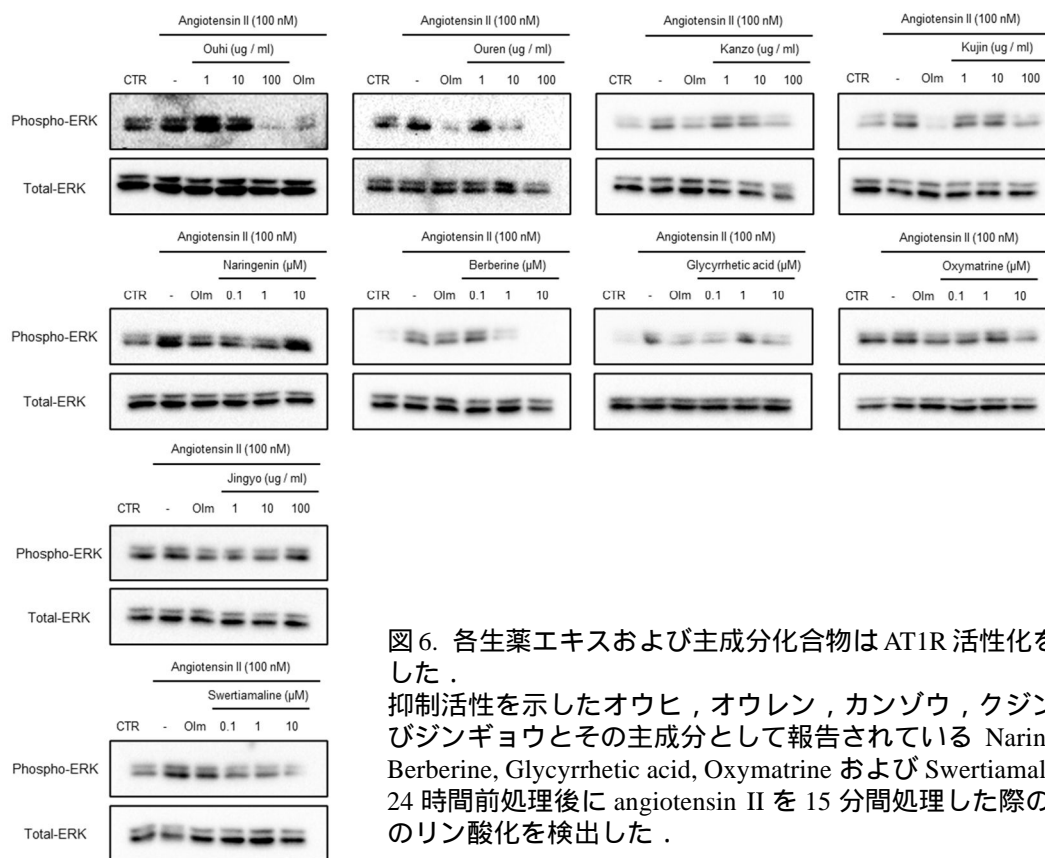 Angiotensin II (100 nM) Angiotensin II (100 nM) Angiotensin II (100 nM) Angiotensin II (100 nM)
Ouhi (ug / ml) Ouren (ug / ml) Kanzo (ug / ml) Kujin (ug / ml)
CTR - 1 10 100 Olm CTR - Olm 1 10 100 CTR - Olm 1 10 100 CTR - Olm 1 10 100
Phospho-ERK
Total-ERK
Angiotensin II (100 nM) Angiotensin II (100 nM) Angiotensin II (100 nM) Angiotensin II (100 nM)
Naringenin (μM) Berberine (μM) Glycyrrhetic acid (μM) Oxymatrine (μM)
CTR - Olm 0.1 1 10 CTR - Olm 0.1 1 10 CTR - Olm 0.1 1 10 CTR - Olm 0.1 1 10
Phospho-ERK
Total-ERK
Angiotensin II (100 nM)
Jingyo (ug / ml)
CTR - Olm 1 10 100
Phospho-ERK
Total-ERK
Angiotensin II (100 nM)
Swertiamaline (μM)
CTR - Olm 0.1 1 10
Phospho-ERK
Total-ERK
図 6. 各生薬エキスおよび主成分化合物は AT1R 活性化を
した．
抑制活性を示したオウヒ，オウレン，カンゾウ，クジン
びジンギョウとその主成分として報告されている Narin
Berberine, Glycyrrhetic acid, Oxymatrine および Swertiamal
24 時間前処理後に angiotensin II を 15 分間処理した際の
のリン酸化を検出した．